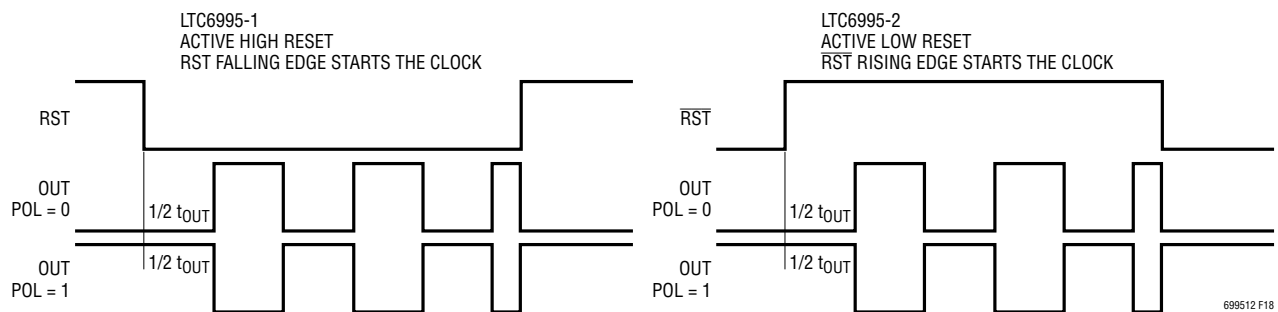 LTC6995-1
ACTIVE HIGH RESET
RST FALLING EDGE STARTS THE CLOCK
RST
OUT
POL = 0
1/2 tOUT
OUT
POL = 1
1/2 tOUT
LTC6995-2
ACTIVE LOW RESET
R̅S̅T̅ RISING EDGE STARTS THE CLOCK
R̅S̅T̅
OUT
POL = 0
1/2 tOUT
OUT
POL = 1
1/2 tOUT
699512 F18